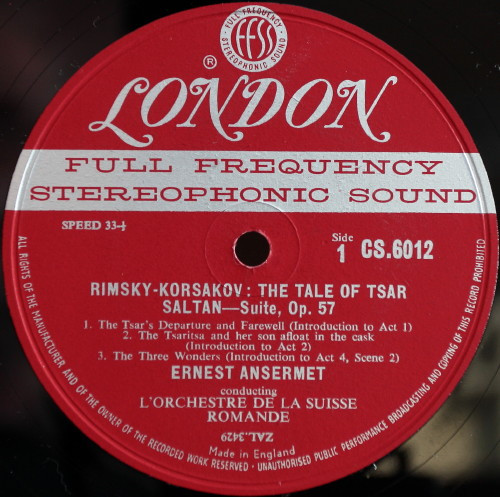 FULL FREQUENCY
ffss
STEREOPHONIC SOUND
®
LONDON
FULL FREQUENCY
STEREOPHONIC SOUND
SPEED 33⅓
Side
1 CS.6012
RIMSKY-KORSAKOV : THE TALE OF TSAR
SALTAN—Suite, Op. 57
1. The Tsar's Departure and Farewell (Introduction to Act 1)
2. The Tsaritsa and her son afloat in the cask
(Introduction to Act 2)
3. The Three Wonders (Introduction to Act 4, Scene 2)
ERNEST ANSERMET
conducting
L'ORCHESTRE DE LA SUISSE
ROMANDE
ZAL.3429
Made in England
ALL RIGHTS OF THE MANUFACTURER, AND OF THE OWNER OF THE RECORDED WORK RESERVED · UNAUTHORISED PUBLIC PERFORMANCE BROADCASTING AND COPYING OF THIS RECORD PROHIBITED